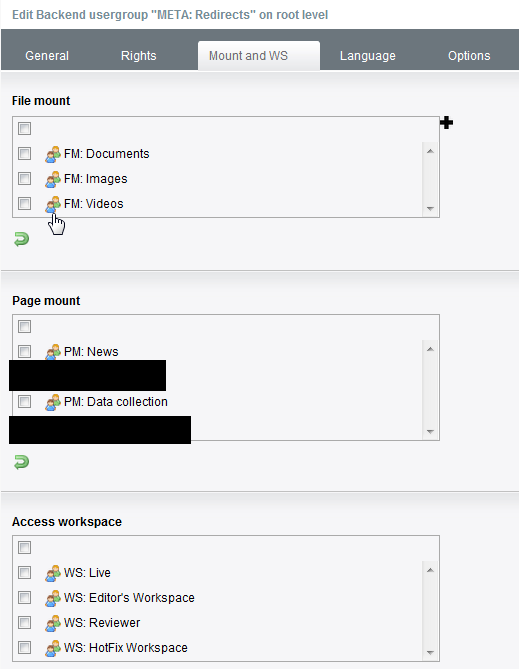 Edit Backend usergroup "META: Redirects" on root level
General Rights Mount and WS Language Options
File mount
FM: Documents
FM: Images
FM: Videos
Page mount
PM: News
PM: Data collection
Access workspace
WS: Live
WS: Editor's Workspace
WS: Reviewer
WS: HotFix Workspace